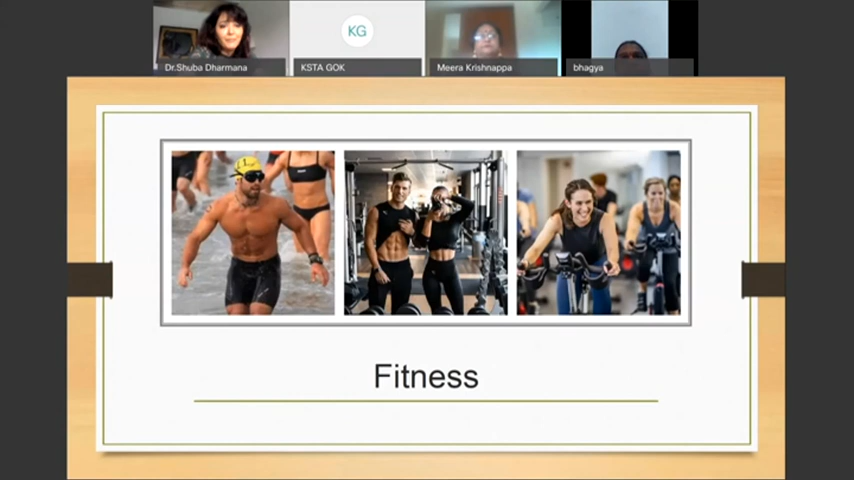 KG
Dr.Shuba Dharmana
KSTA GOK
Meera Krishnappa
bhagya
Fitness